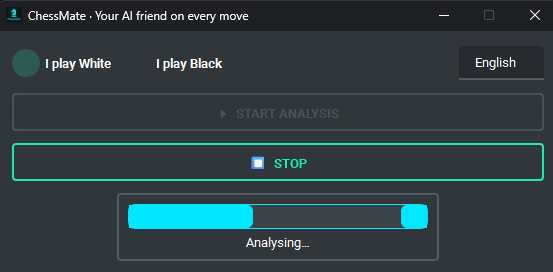 ChessMate · Your AI friend on every move
I play White
I play Black
English
START ANALYSIS
STOP
Analysing...